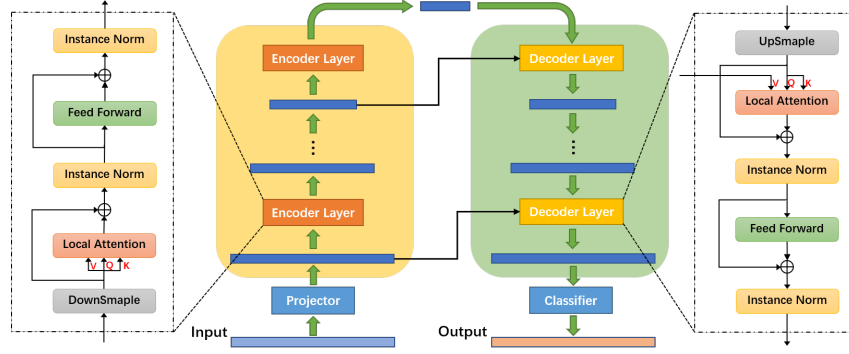 Instance Norm
Feed Forward
Instance Norm
Local Attention
V Q K
DownSmaple
Encoder Layer
Encoder Layer
Projector
Input
Decoder Layer
Decoder Layer
Classifier
Output
UpSmaple
V Q K
Local Attention
Instance Norm
Feed Forward
Instance Norm